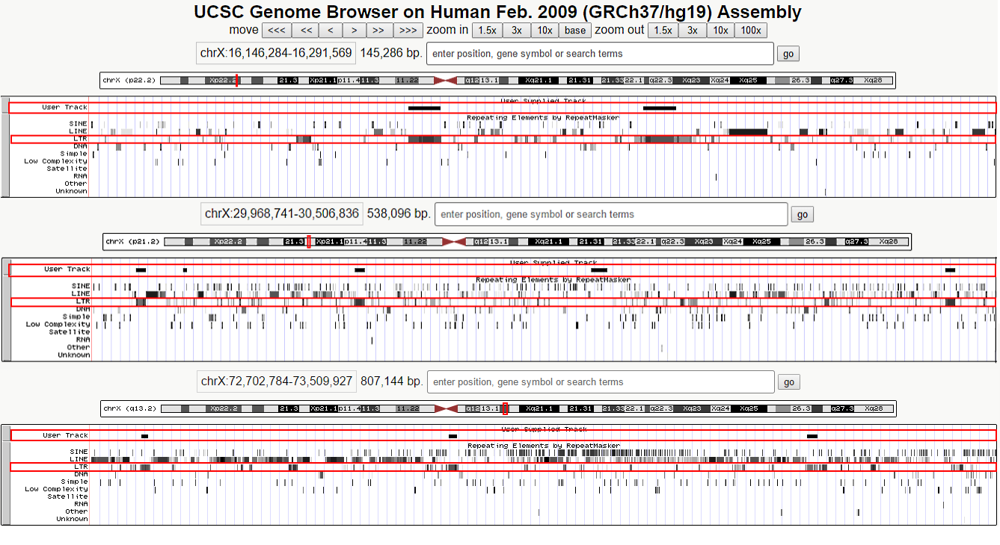 UCSC Genome Browser on Human Feb. 2009 (GRCh37/hg19) Assembly
move <<< << < > >> >>> zoom in 1.5x 3x 10x base zoom out 1.5x 3x 10x 100x
chrX:16,146,284-16,291,569 145,286 bp. enter position, gene symbol or search terms go
chrX (p22.2) Xp22.2 21.3 Xp21.1 p11.4 11.3 11.22 q12 13.1 Xq21.1 21.31 21.33 22.1 q22.3 Xq23 Xq24 Xq25 26.3 q27.3 Xq28
User Supplied Track
User Track
Repeating Elements by RepeatMasker
SINE
LINE
LTR
DNA
Simple
Low Complexity
Satellite
RNA
Other
Unknown
chrX:29,968,741-30,506,836 538,096 bp. enter position, gene symbol or search terms go
chrX (p21.2) Xp22.2 21.3 Xp21.1 p11.4 11.3 11.22 q12 13.1 Xq21.1 21.31 21.33 22.1 q22.3 Xq23 Xq24 Xq25 26.3 q27.3 Xq28
User Supplied Track
User Track
Repeating Elements by RepeatMasker
SINE
LINE
LTR
DNA
Simple
Low Complexity
Satellite
RNA
Other
Unknown
chrX:72,702,784-73,509,927 807,144 bp. enter position, gene symbol or search terms go
chrX (q13.2) Xp22.2 21.3 Xp21.1 p11.4 11.3 11.22 q12 13.1 Xq21.1 21.31 21.33 22.1 q22.3 Xq23 Xq24 Xq25 26.3 q27.3 Xq28
User Supplied Track
User Track
Repeating Elements by RepeatMasker
SINE
LINE
LTR
DNA
Simple
Low Complexity
Satellite
RNA
Other
Unknown